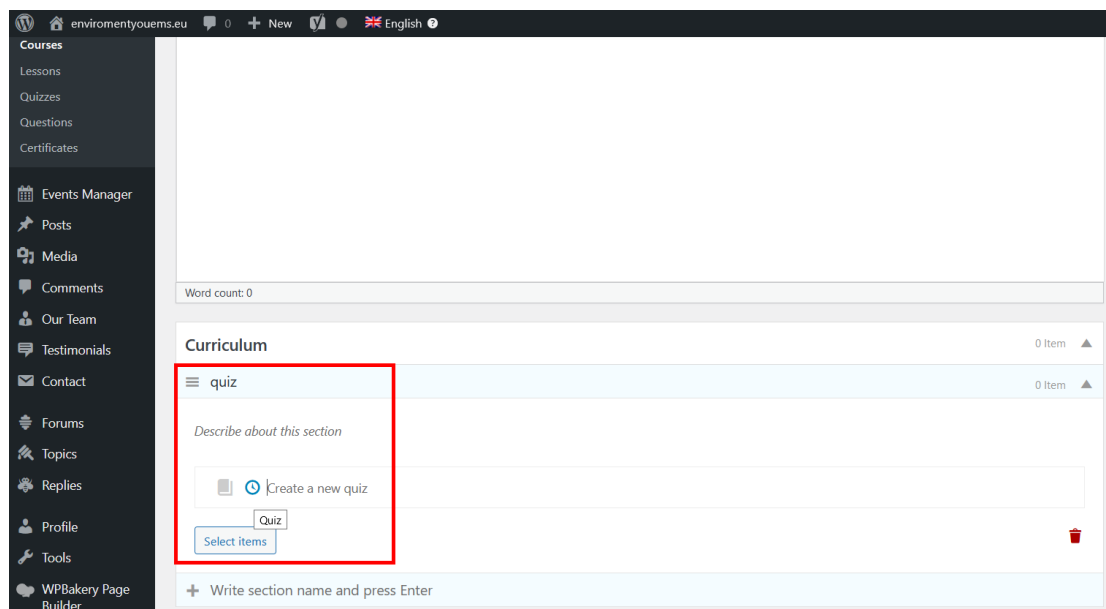 enviromentyouems.eu 0 New English
Courses
Lessons
Quizzes
Questions
Certificates
Events Manager
Posts
Media
Comments
Our Team
Testimonials
Contact
Forums
Topics
Replies
Profile
Tools
WPBakery Page
Builder
Word count: 0
Curriculum 0 Item
quiz 0 Item
Describe about this section
Create a new quiz
Quiz
Select items
Write section name and press Enter